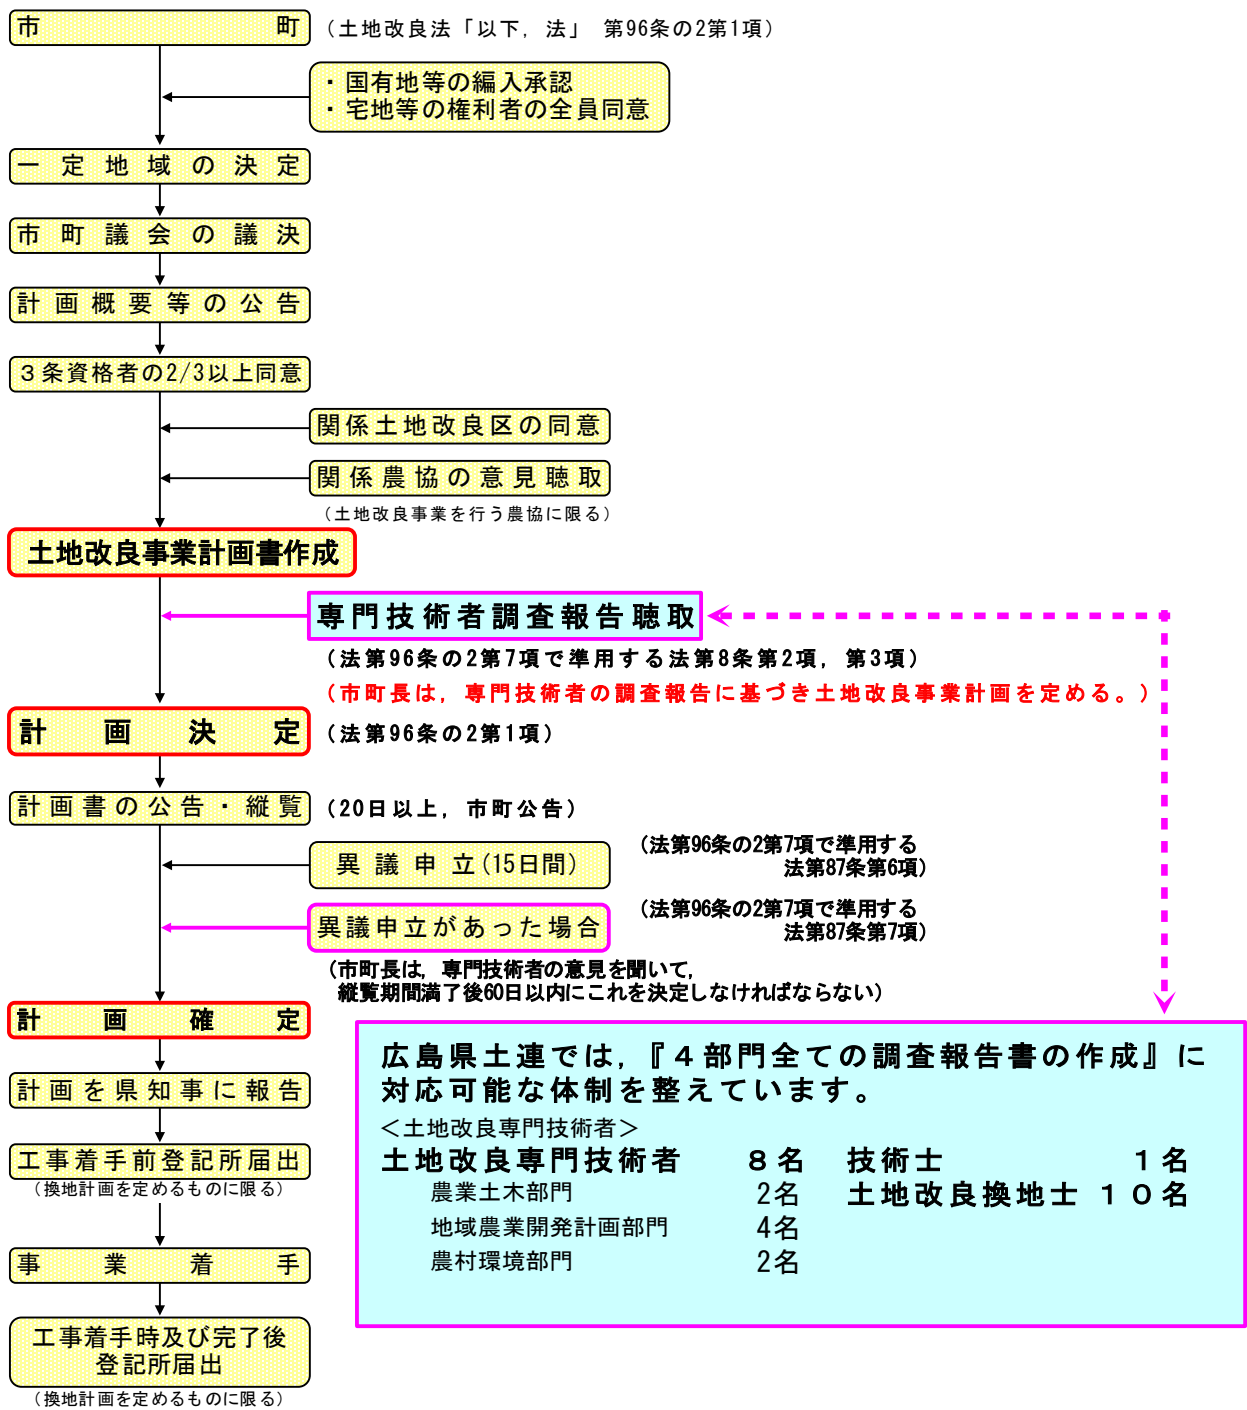 市町
(土地改良法「以下，法」 第96条の2第1項)
・国有地等の編入承認
・宅地等の権利者の全員同意
一定地域の決定
市町議会の議決
計画概要等の公告
３条資格者の2/3以上同意
関係土地改良区の同意
関係農協の意見聴取
(土地改良事業を行う農協に限る)
土地改良事業計画書作成
専門技術者調査報告聴取
(法第96条の2第7項で準用する法第8条第2項，第3項)
(市町長は，専門技術者の調査報告に基づき土地改良事業計画を定める。)
計画決定
(法第96条の2第1項)
計画書の公告・縦覧
(20日以上，市町公告)
異議申立(15日間)
(法第96条の2第7項で準用する
法第87条第6項)
異議申立があった場合
(法第96条の2第7項で準用する
法第87条第7項)
(市町長は，専門技術者の意見を聞いて，
縦覧期間満了後60日以内にこれを決定しなければならない)
計画確定
計画を県知事に報告
工事着手前登記所届出
(換地計画を定めるものに限る)
事業着手
工事着手時及び完了後
登記所届出
(換地計画を定めるものに限る)
広島県土連では，『４部門全ての調査報告書の作成』に
対応可能な体制を整えています。
＜土地改良専門技術者＞
土地改良専門技術者 ８名 技術士 １名
農業土木部門 2名 土地改良換地士 １０名
地域農業開発計画部門 4名
農村環境部門 2名